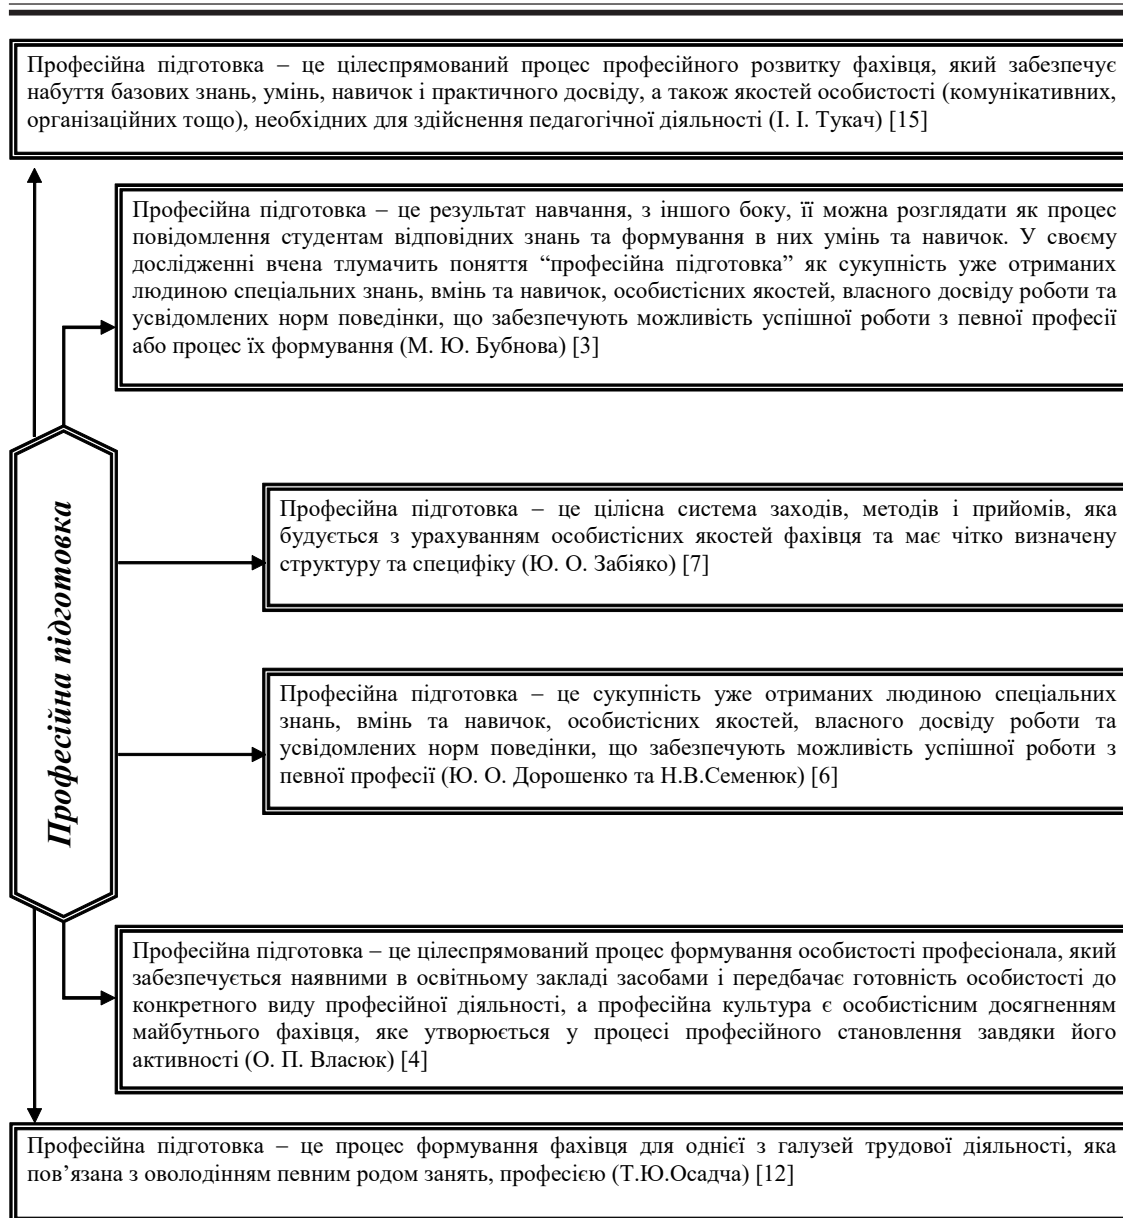 Професійна підготовка – це цілеспрямований процес професійного розвитку фахівця, який забезпечує
набуття базових знань, умінь, навичок і практичного досвіду, а також якостей особистості (комунікативних,
організаційних тощо), необхідних для здійснення педагогічної діяльності (І. І. Тукач) [15]
Професійна підготовка – це результат навчання, з іншого боку, її можна розглядати як процес
повідомлення студентам відповідних знань та формування в них умінь та навичок. У своєму
дослідженні вчена тлумачить поняття “професійна підготовка” як сукупність уже отриманих
людиною спеціальних знань, вмінь та навичок, особистісних якостей, власного досвіду роботи та
усвідомлених норм поведінки, що забезпечують можливість успішної роботи з певної професії
або процес їх формування (М. Ю. Бубнова) [3]
Професійна підготовка
Професійна підготовка – це цілісна система заходів, методів і прийомів, яка
будується з урахуванням особистісних якостей фахівця та має чітко визначену
структуру та специфіку (Ю. О. Забіяко) [7]
Професійна підготовка – це сукупність уже отриманих людиною спеціальних
знань, вмінь та навичок, особистісних якостей, власного досвіду роботи та
усвідомлених норм поведінки, що забезпечують можливість успішної роботи з
певної професії (Ю. О. Дорошенко та Н.В.Семенюк) [6]
Професійна підготовка – це цілеспрямований процес формування особистості професіонала, який
забезпечується наявними в освітньому закладі засобами і передбачає готовність особистості до
конкретного виду професійної діяльності, а професійна культура є особистісним досягненням
майбутнього фахівця, яке утворюється у процесі професійного становлення завдяки його
активності (О. П. Власюк) [4]
Професійна підготовка – це процес формування фахівця для однієї з галузей трудової діяльності, яка
пов’язана з оволодінням певним родом занять, професією (Т.Ю.Осадча) [12]